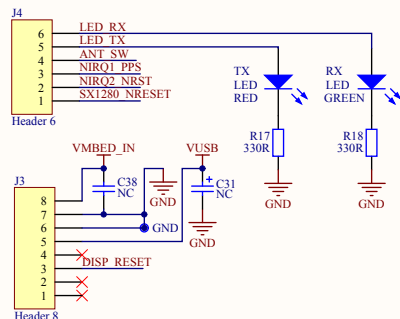 J4
6 LED_RX
5 LED_TX
4 ANT_SW
3 NIRQ1_PPS
2 NIRQ2_NRST
1 SX1280_NRESET
Header 6
TX
LED
RED
RX
LED
GREEN
R17
330R
R18
330R
GND
GND
VMBED_IN
VUSB
J3
C38
NC
C31
NC
GND
GND
GND
8
7
6
5
4
3 DISP_RESET
2
1
Header 8